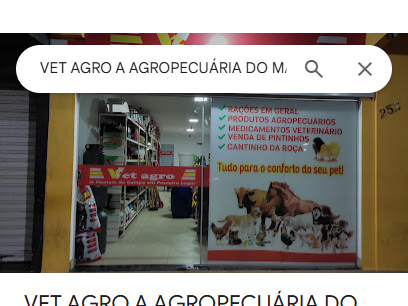 VET AGRO A AGROPECUÁRIA DO MA
RAÇÕES EM GERAL
PRODUTOS AGROPECUÁRIOS
MEDICAMENTOS VETERINÁRIO
VENDA DE PINTINHOS
CANTINHO DA ROÇA
Tudo para o conforto do seu pet!
Vet agro
O Homem do Campo em Primeiro Lugar
VET AGRO A AGROPECUÁRIA DO